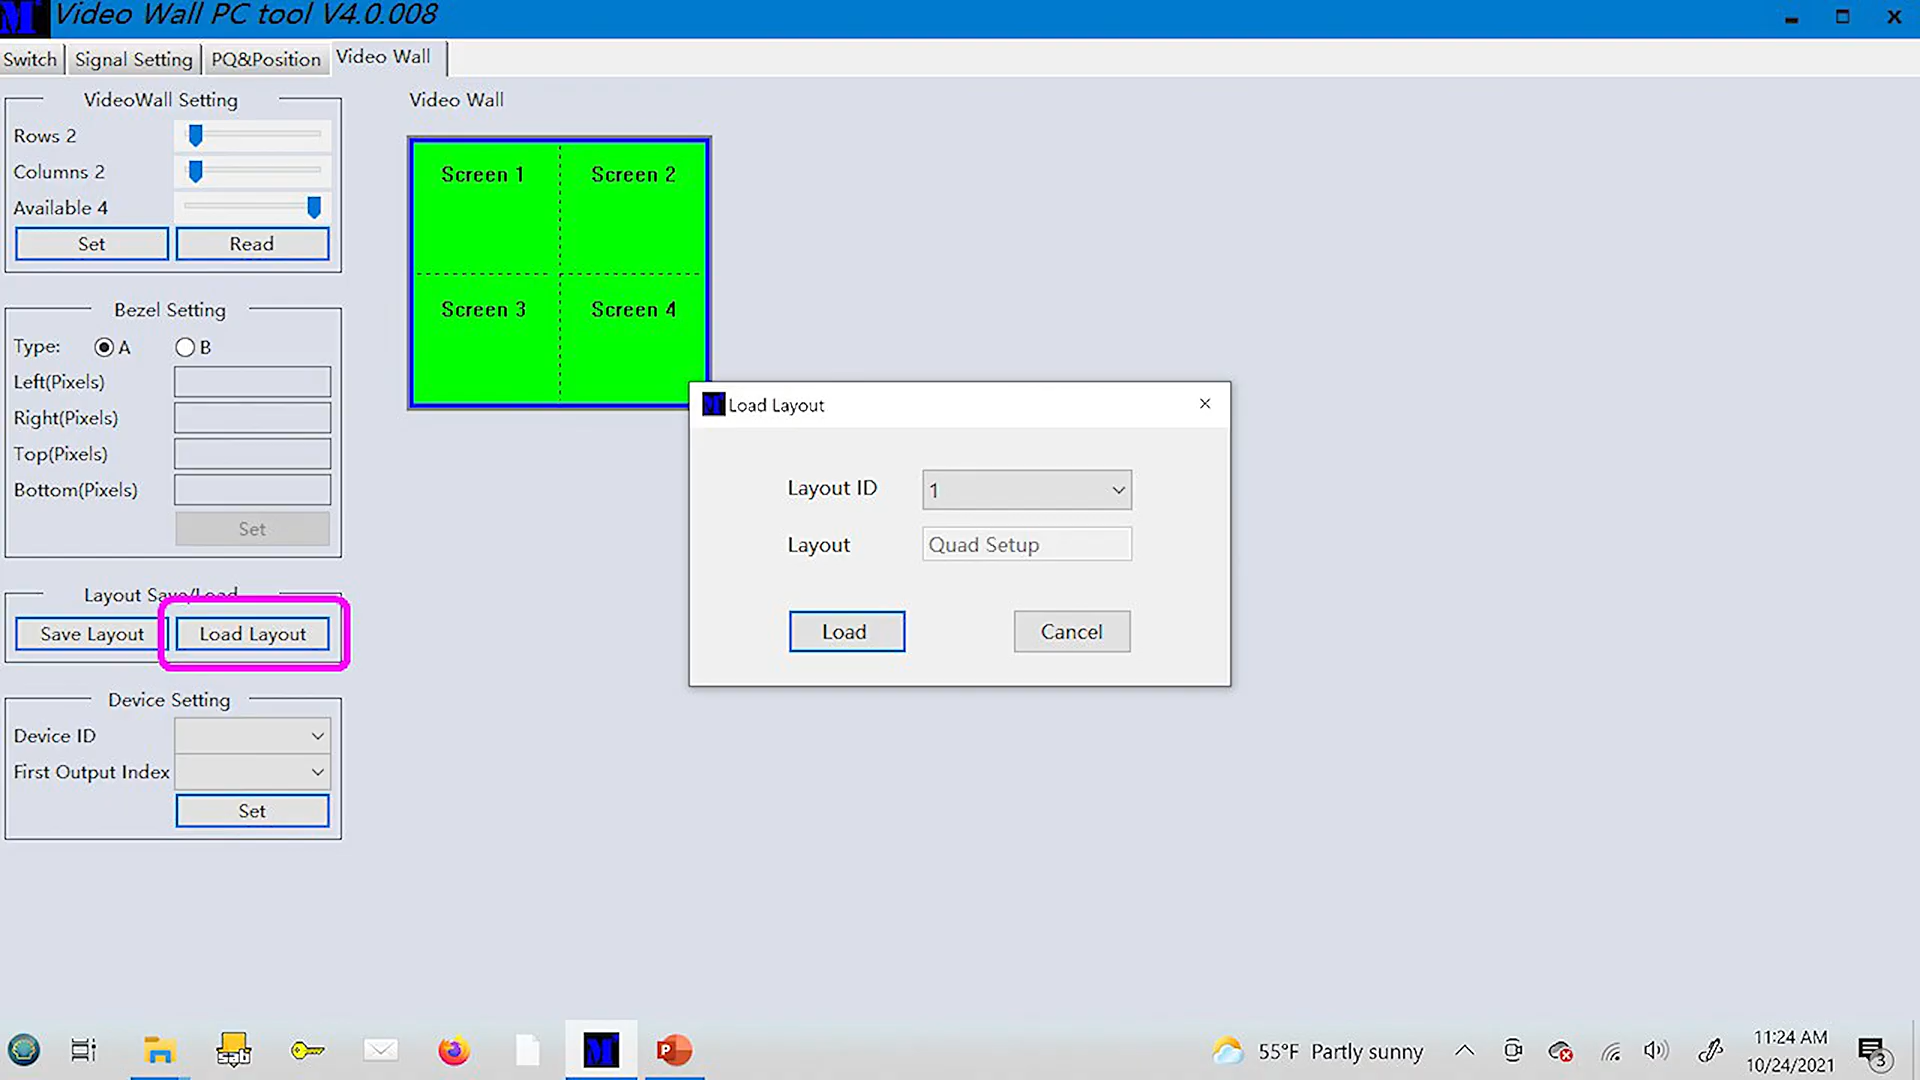 Video Wall PC tool V4.0.008
Switch
Signal Setting
PQ&Position
Video Wall
VideoWall Setting
Rows 2
Columns 2
Available 4
Set
Read
Bezel Setting
Type:
A
B
Left(Pixels)
Right(Pixels)
Top(Pixels)
Bottom(Pixels)
Set
Layout Save/Load
Save Layout
Load Layout
Device Setting
Device ID
First Output Index
Set
Video Wall
Screen 1
Screen 2
Screen 3
Screen 4
Load Layout
Layout ID
1
Layout
Quad Setup
Load
Cancel
55°F Partly sunny
11:24 AM
10/24/2021
3